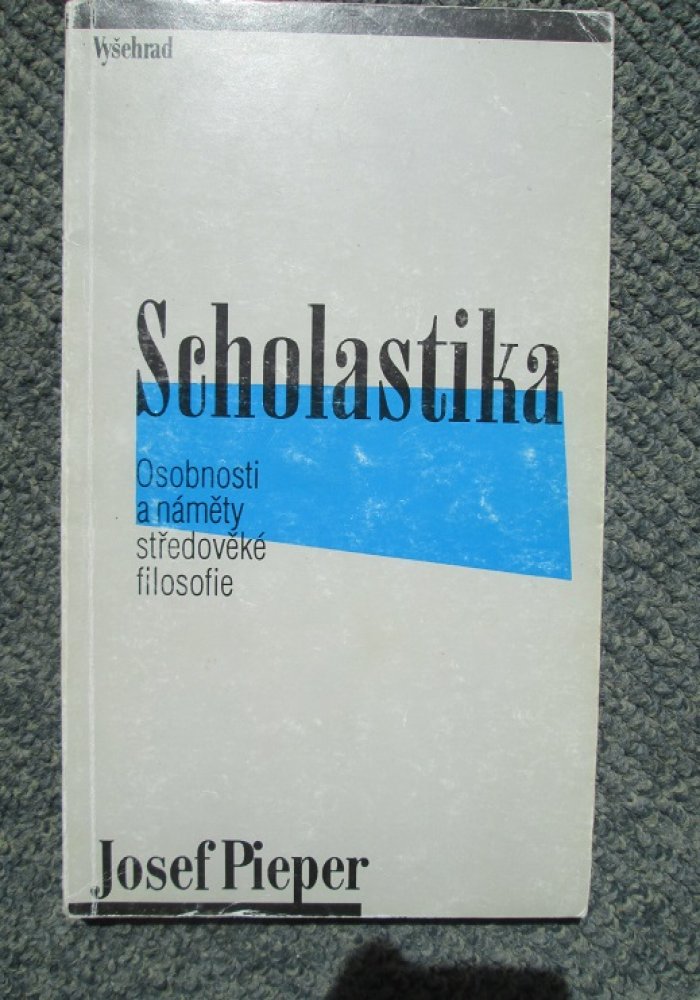 Vyšehrad
Scholastika
Osobnosti
a náměty
středověké
filosofie
Josef Pieper